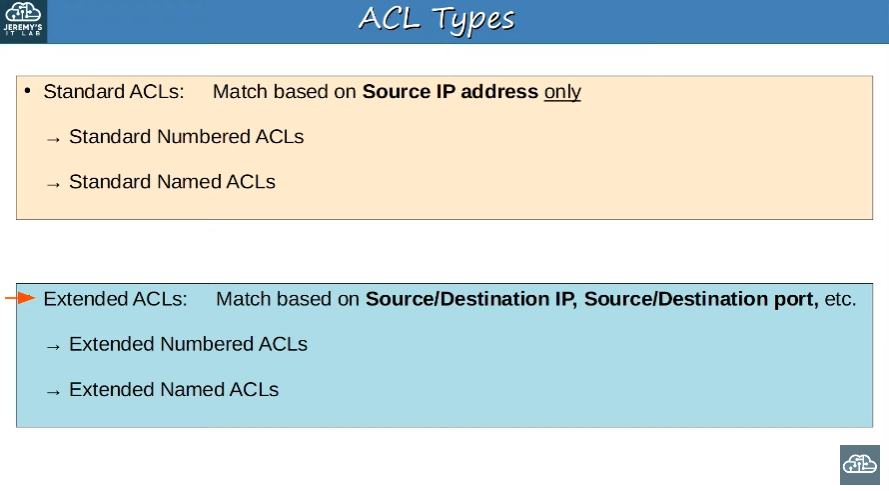 JEREMY'S
IT LAB
ACL Types
• Standard ACLs: Match based on Source IP address only
→ Standard Numbered ACLs
→ Standard Named ACLs
Extended ACLs: Match based on Source/Destination IP, Source/Destination port, etc.
→ Extended Numbered ACLs
→ Extended Named ACLs